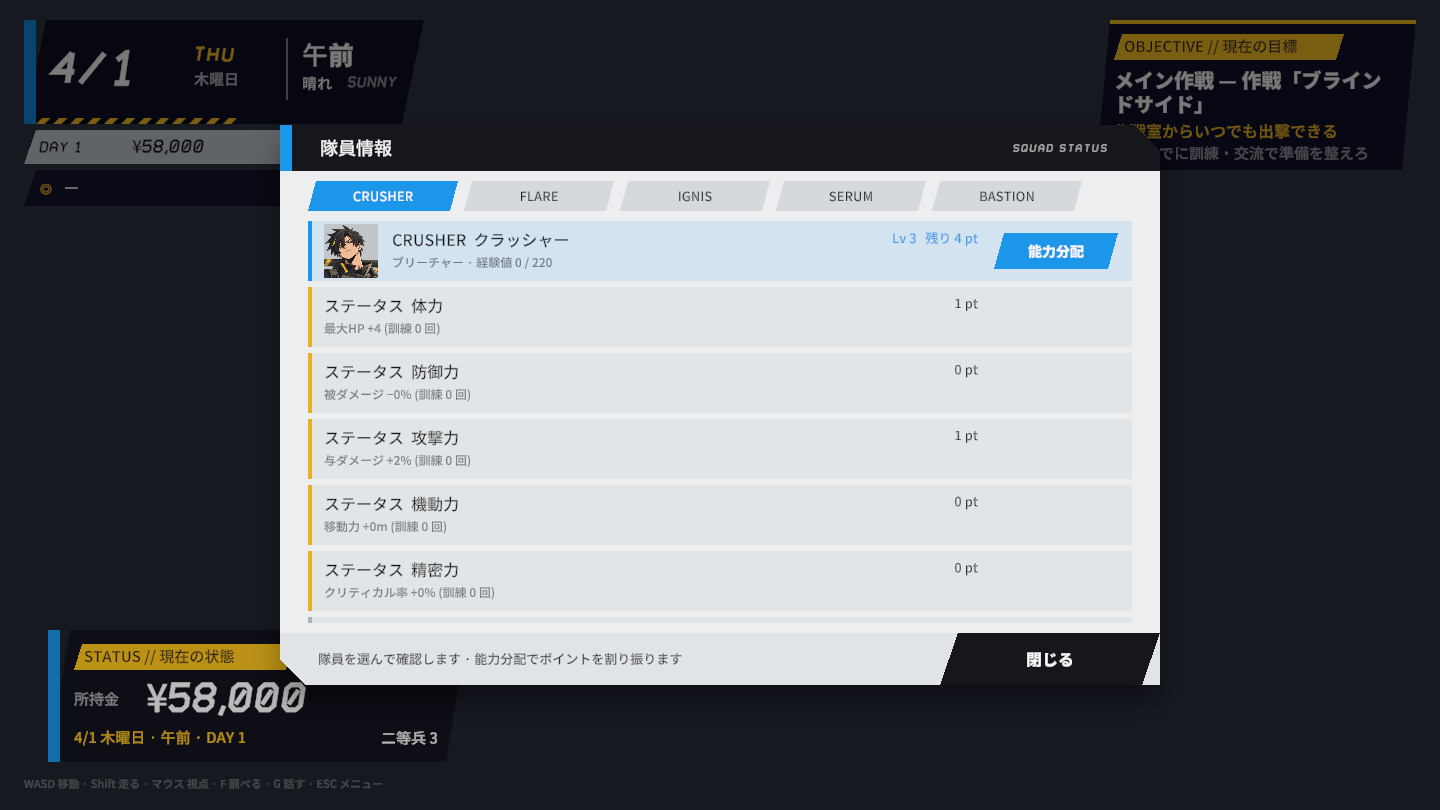 4/1
THU
木曜日
午前
晴れ SUNNY
DAY 1 ¥58,000
—
OBJECTIVE // 現在の目標
メイン作戦 — 作戦「ブライン
ドサイド」
室からいつでも出撃できる
でに訓練・交流で準備を整えろ
隊員情報
SQUAD STATUS
CRUSHER
FLARE
IGNIS
SERUM
BASTION
CRUSHER クラッシャー
ブリーチャー · 経験値 0 / 220
Lv 3 残り 4 pt
能力分配
ステータス 体力
最大HP +4 (訓練 0 回)
1 pt
ステータス 防御力
被ダメージ −0% (訓練 0 回)
0 pt
ステータス 攻撃力
与ダメージ +2% (訓練 0 回)
1 pt
ステータス 機動力
移動力 +0m (訓練 0 回)
0 pt
ステータス 精密力
クリティカル率 +0% (訓練 0 回)
0 pt
隊員を選んで確認します · 能力分配でポイントを割り振ります
閉じる
STATUS // 現在の状態
所持金 ¥58,000
4/1 木曜日 · 午前 · DAY 1
二等兵 3
WASD 移動 · Shift 走る · マウス 視点 · F 調べる · G 話す · ESC メニュー